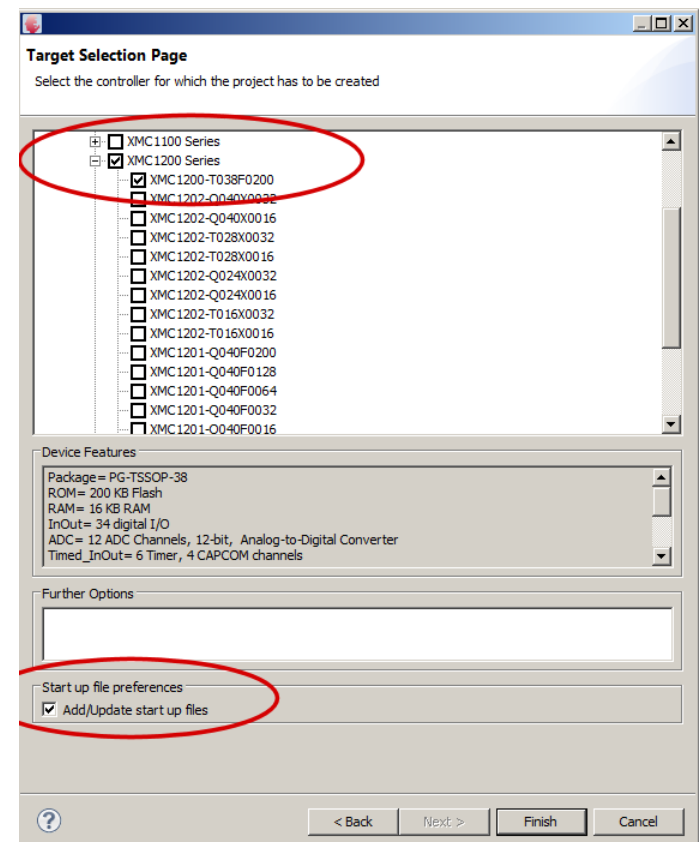 Target Selection Page
Select the controller for which the project has to be created
XMC1100 Series
XMC1200 Series
XMC1200-T038F0200
XMC1202-Q040X0032
XMC1202-Q040X0016
XMC1202-T028X0032
XMC1202-T028X0016
XMC1202-Q024X0032
XMC1202-Q024X0016
XMC1202-T016X0032
XMC1202-T016X0016
XMC1201-Q040F0200
XMC1201-Q040F0128
XMC1201-Q040F0064
XMC1201-Q040F0032
XMC1201-Q040F0016
Device Features
Package= PG-TSSOP-38
ROM= 200 KB Flash
RAM= 16 KB RAM
InOut= 34 digital I/O
ADC= 12 ADC Channels, 12-bit, Analog-to-Digital Converter
Timed_InOut= 6 Timer, 4 CAPCOM channels
Further Options
Start up file preferences
Add/Update start up files
? < Back Next > Finish Cancel